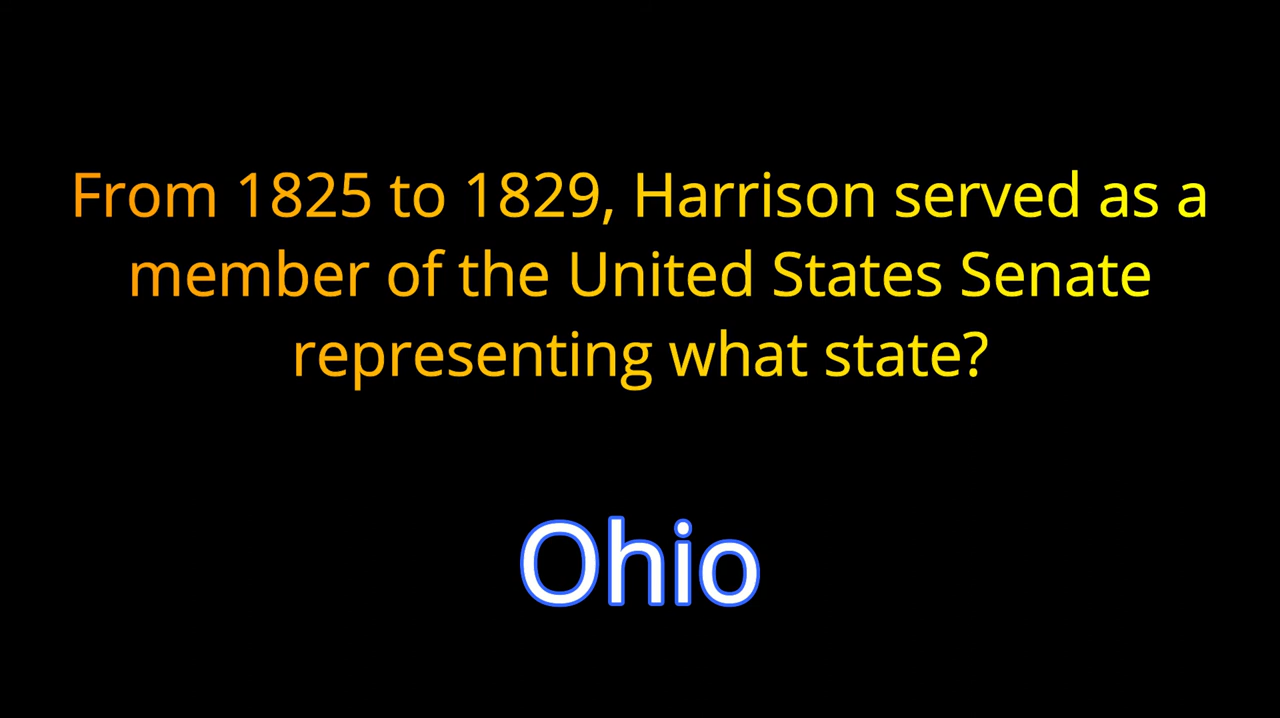 From 1825 to 1829, Harrison served as a
member of the United States Senate
representing what state?
Ohio